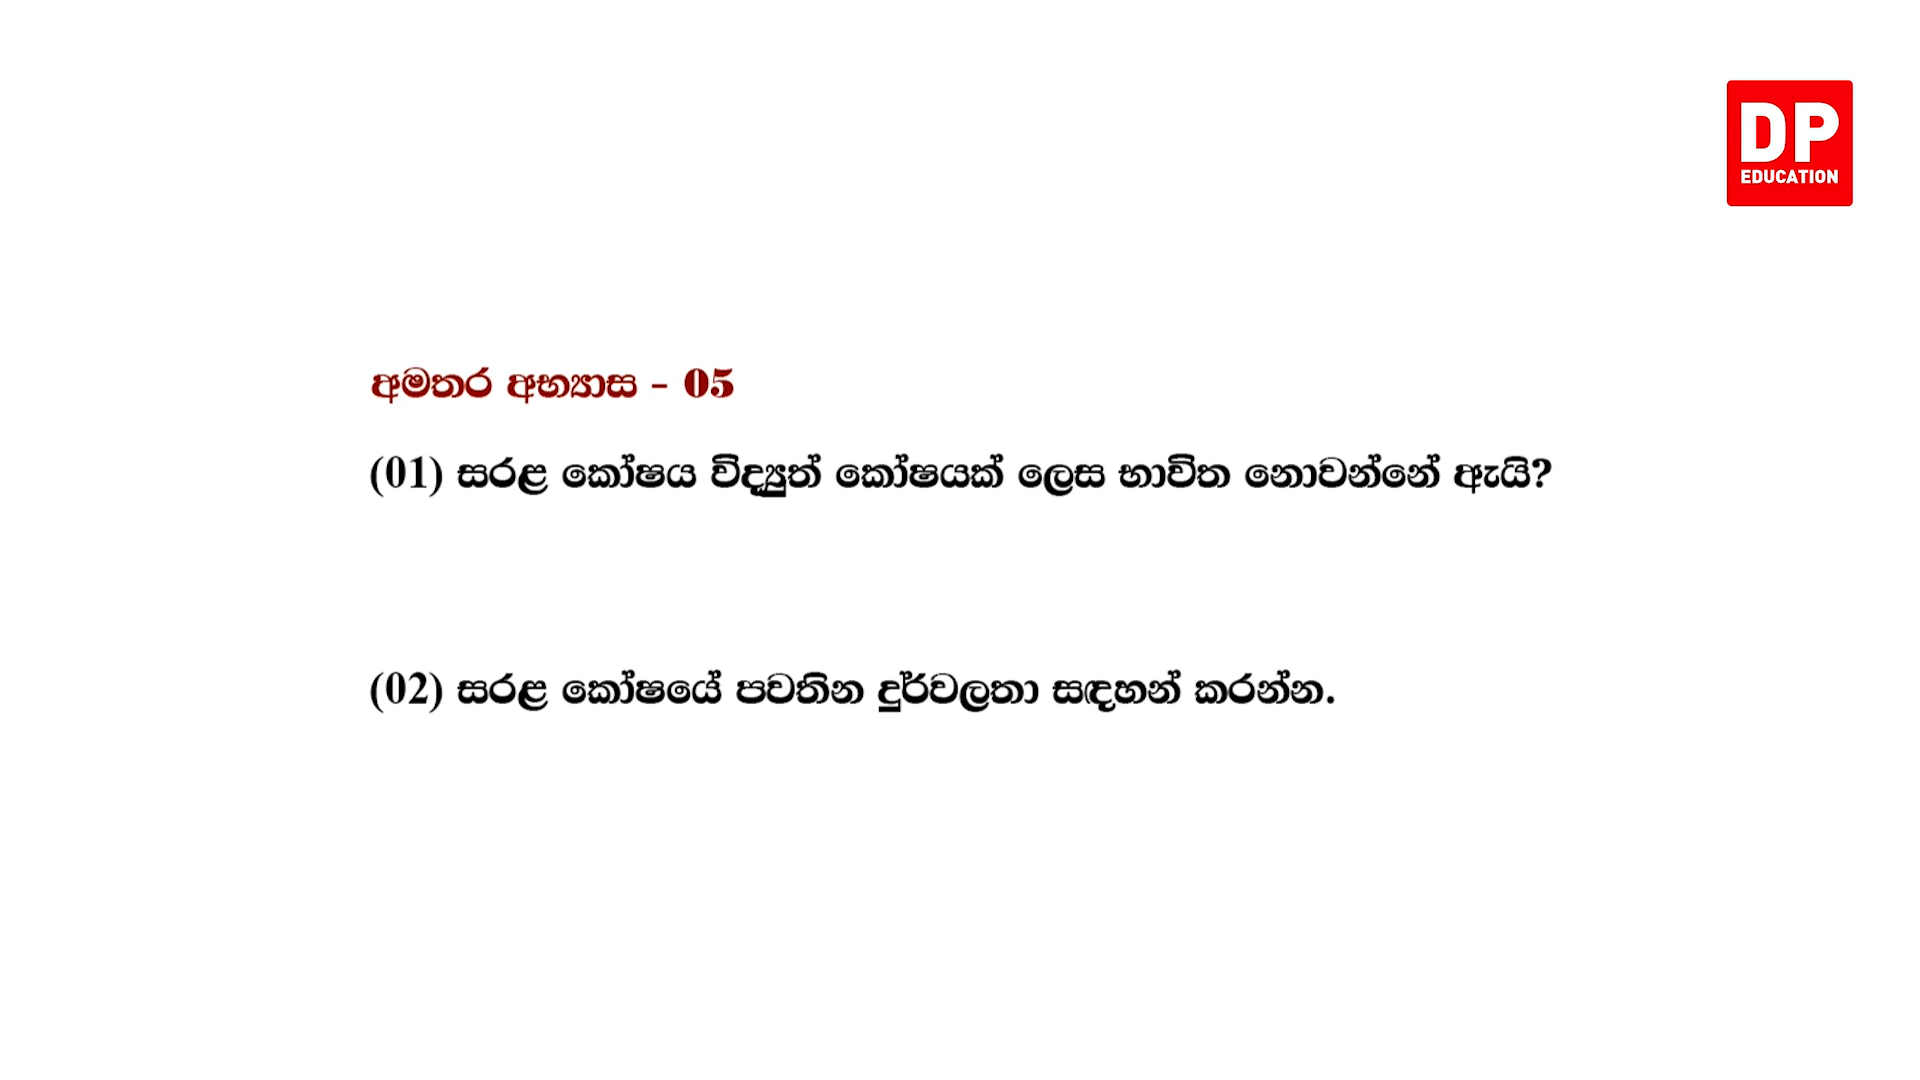 DP
EDUCATION
අමතර අභ්‍යාස - 05
(01) සරළ කෝෂය විද්‍යුත් කෝෂයක් ලෙස භාවිත නොවන්නේ ඇයි?
(02) සරළ කෝෂයේ පවතින දුර්වලතා සඳහන් කරන්න.